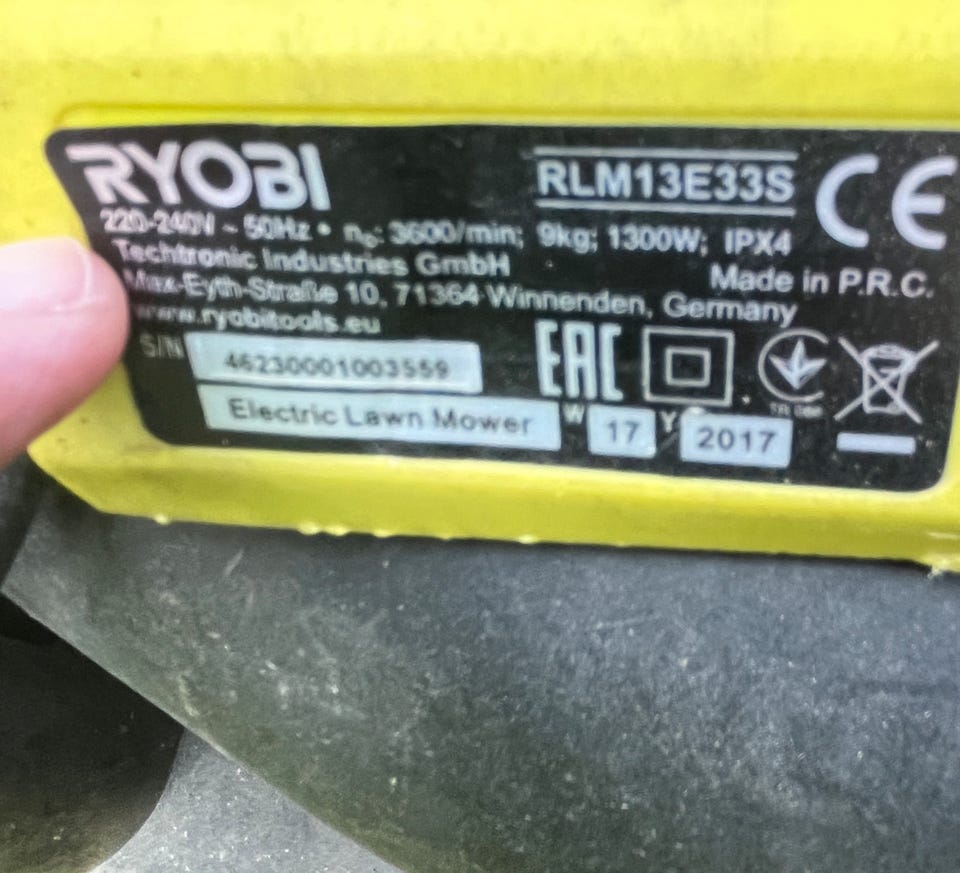 RYOBI
RLM13E33S
CE
220-240V ~ 50Hz • n₀: 3600/min; 9kg; 1300W; IPX4
Techtronic Industries GmbH
Made in P.R.C.
Max-Eyth-Straße 10, 71364 Winnenden, Germany
www.ryobitools.eu
S/N 46230001003559
EAC
Electric Lawn Mower
W 17 Y 2017